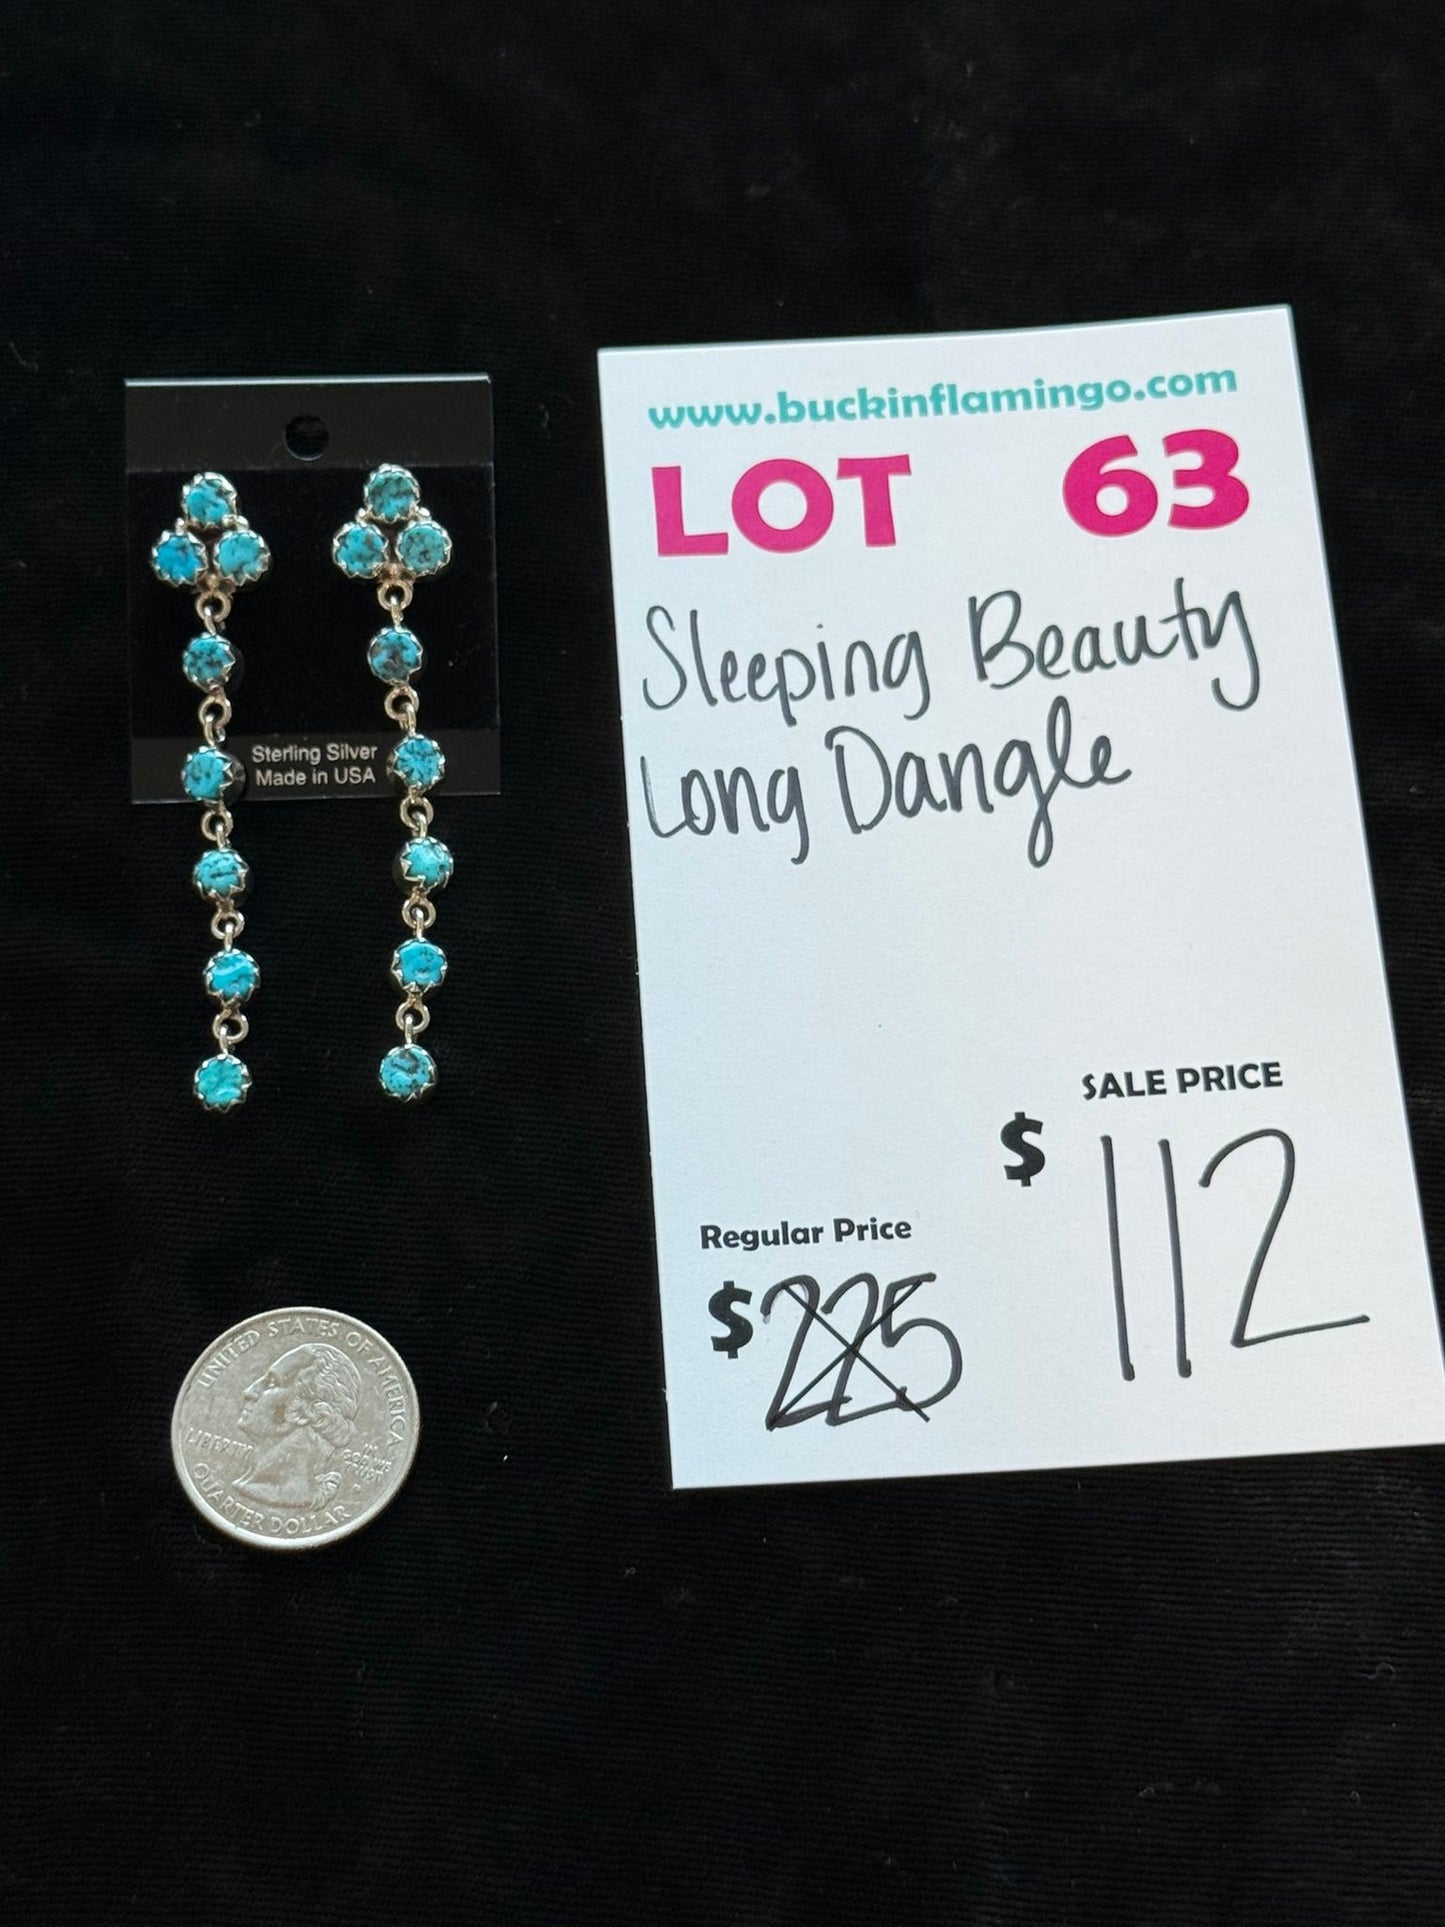 www.buckinflamingo.com
LOT 63
Sleeping Beauty
Long Dangle
Sterling Silver
Made in USA
SALE PRICE
$ 112
Regular Price
$ 225
UNITED STATES OF AMERICA
LIBERTY
IN
GOD WE
TRUST
QUARTER DOLLAR